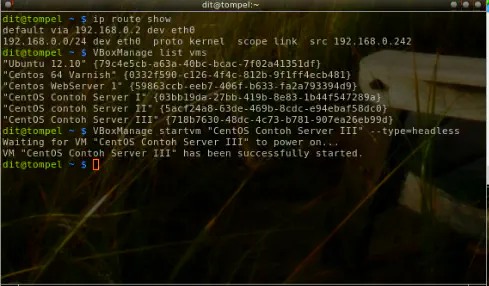 dit@tompel:~
dit@tompel ~ $ ip route show
default via 192.168.0.2 dev eth0
192.168.0.0/24 dev eth0  proto kernel  scope link  src 192.168.0.242
dit@tompel ~ $ VBoxManage list vms
"Ubuntu 12.10" {79c4e5cb-a63a-40bc-bcac-7f02a41351df}
"Centos 64 Varnish" {0332f590-c126-4f4c-812b-9f1ff4ecb481}
"Centos WebServer 1" {59863ccb-eeb7-406f-b633-fa2a793394d9}
"CentOS Contoh Server I" {03bb19da-27bb-419b-8e83-1b44f547289a}
"CentOS contoh Server II" {5acf24a8-63de-469b-8cdc-e94ebaf58dc0}
"CentOS Contoh Server III" {718b7630-48dc-4c73-b781-907ea26eb99d}
dit@tompel ~ $ VBoxManage startvm "CentOS Contoh Server III" --type=headless
Waiting for VM "CentOS Contoh Server III" to power on...
VM "CentOS Contoh Server III" has been successfully started.
dit@tompel ~ $